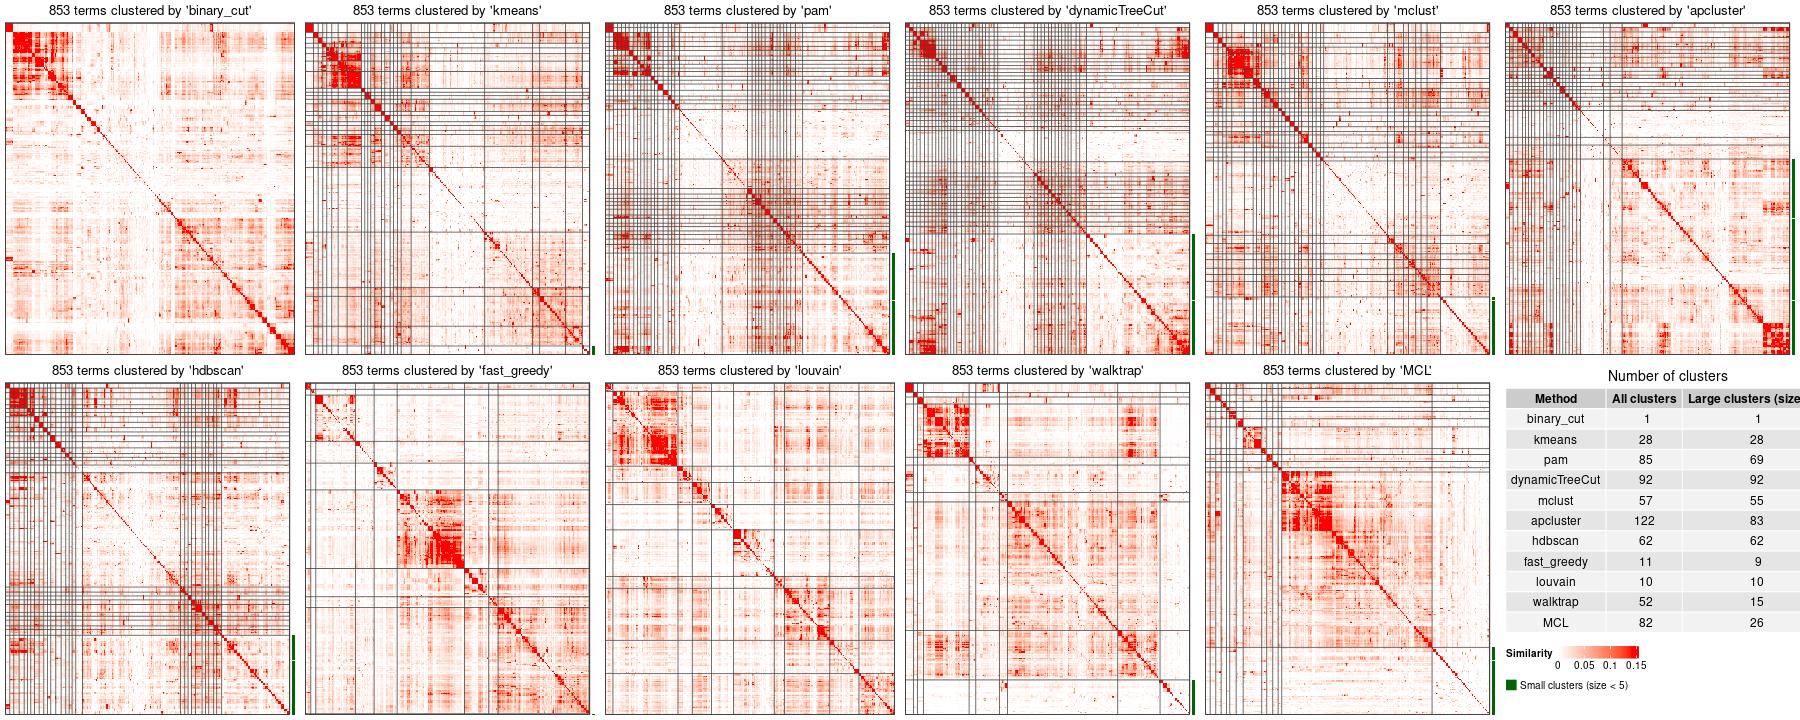 853 terms clustered by 'binary_cut'
853 terms clustered by 'kmeans'
853 terms clustered by 'pam'
853 terms clustered by 'dynamicTreeCut'
853 terms clustered by 'mclust'
853 terms clustered by 'apcluster'
853 terms clustered by 'hdbscan'
853 terms clustered by 'fast_greedy'
853 terms clustered by 'louvain'
853 terms clustered by 'walktrap'
853 terms clustered by 'MCL'
Number of clusters
Method All clusters Large clusters (size
binary_cut 1 1
kmeans 28 28
pam 85 69
dynamicTreeCut 92 92
mclust 57 55
apcluster 122 83
hdbscan 62 62
fast_greedy 11 9
louvain 10 10
walktrap 52 15
MCL 82 26
Similarity
0 0.05 0.1 0.15
Small clusters (size < 5)